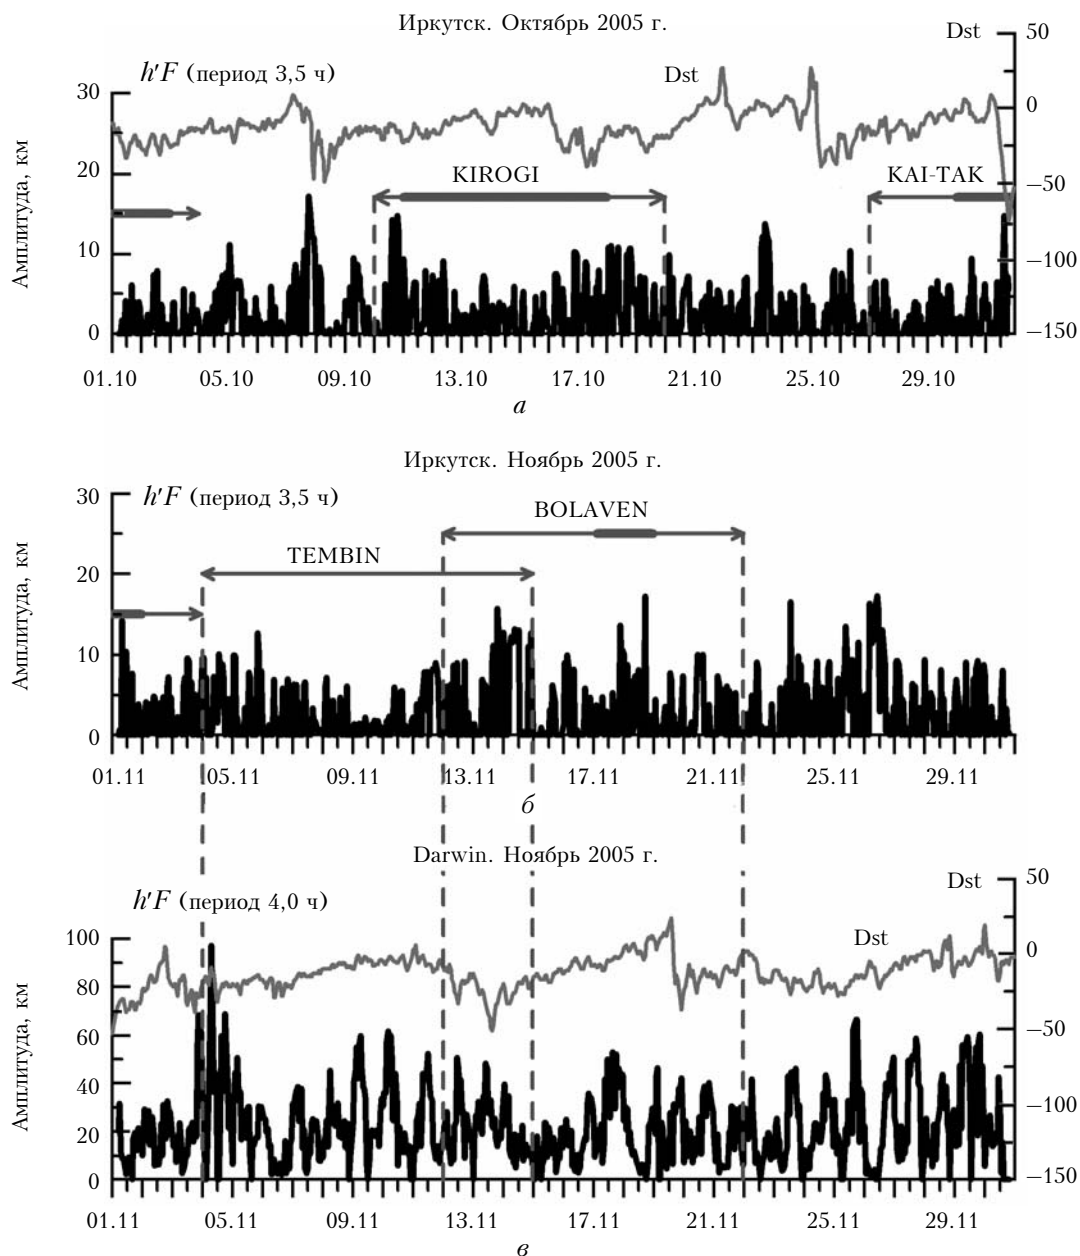 Иркутск. Октябрь 2005 г.
Dst
50
h′F (период 3,5 ч)
Dst
30
0
20
KIROGI
KAI-TAK
−50
Амплитуда, км
10
−100
0
−150
01.10 05.10 09.10 13.10 17.10 21.10 25.10 29.10
а
Иркутск. Ноябрь 2005 г.
h′F (период 3,5 ч)
30
BOLAVEN
TEMBIN
20
Амплитуда, км
10
0
01.11 05.11 09.11 13.11 17.11 21.11 25.11 29.11
б
Darwin. Ноябрь 2005 г.
Dst
50
h′F (период 4,0 ч)
Dst
100
0
80
Амплитуда, км
60
−50
40
−100
20
0
−150
01.11 05.11 09.11 13.11 17.11 21.11 25.11 29.11
в